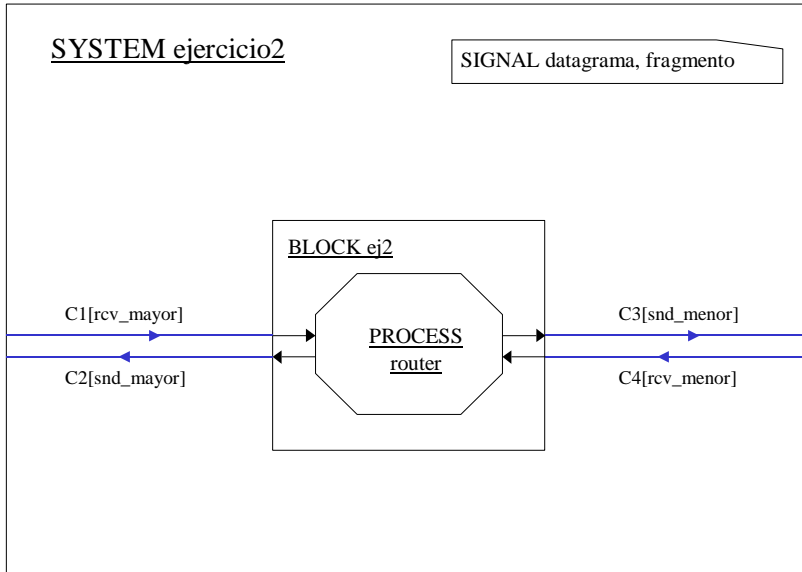 SYSTEM ejercicio2
SIGNAL datagrama, fragmento
BLOCK ej2
C1[rcv_mayor]
C2[snd_mayor]
PROCESS
router
C3[snd_menor]
C4[rcv_menor]